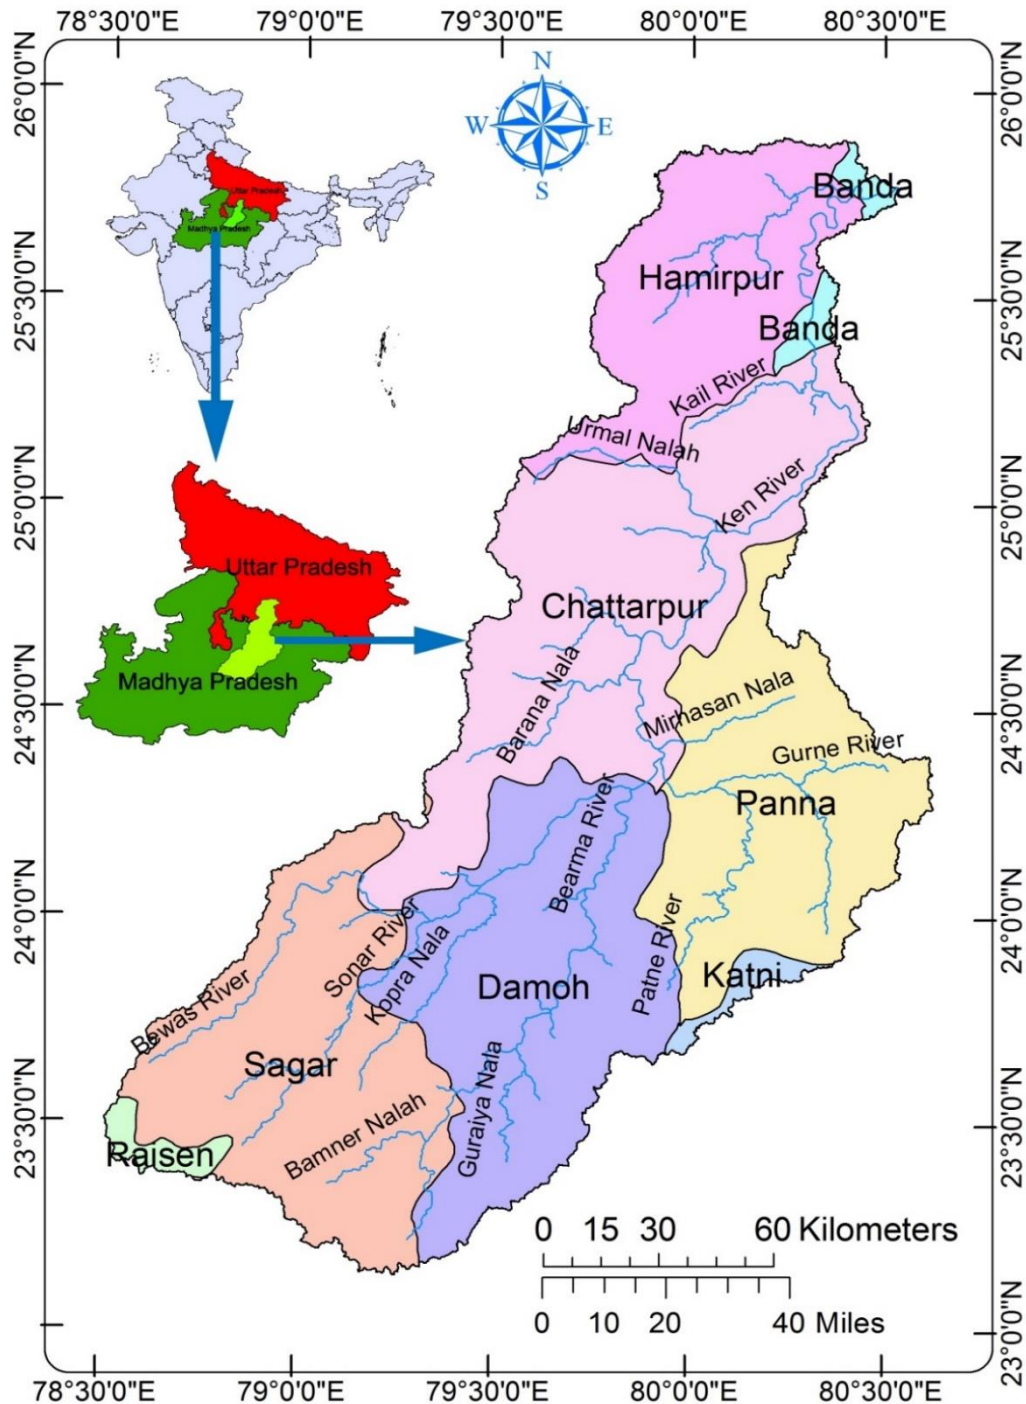 78°30'0"E 79°0'0"E 79°30'0"E 80°0'0"E 80°30'0"E
26°0'0"N
26°0'0"N
N
W E
S
Uttar Pradesh
Madhya Pradesh
Banda
Hamirpur
25°30'0"N
25°30'0"N
Banda
Kail River
Urmal Nalah
Ken River
25°0'0"N
25°0'0"N
Uttar Pradesh
Chattarpur
Madhya Pradesh
Barana Nala
Mirhasan Nala
24°30'0"N
24°30'0"N
Gurne River
Panna
Bearma River
24°0'0"N
24°0'0"N
Sonar River
Kopra Nala
Patne River
Katni
Damoh
Bewas River
Sagar
Guraiya Nala
Bamner Nalah
23°30'0"N
23°30'0"N
Raisen
0 15 30 60 Kilometers
0 10 20 40 Miles
23°0'0"N
78°30'0"E 79°0'0"E 79°30'0"E 80°0'0"E 80°30'0"E